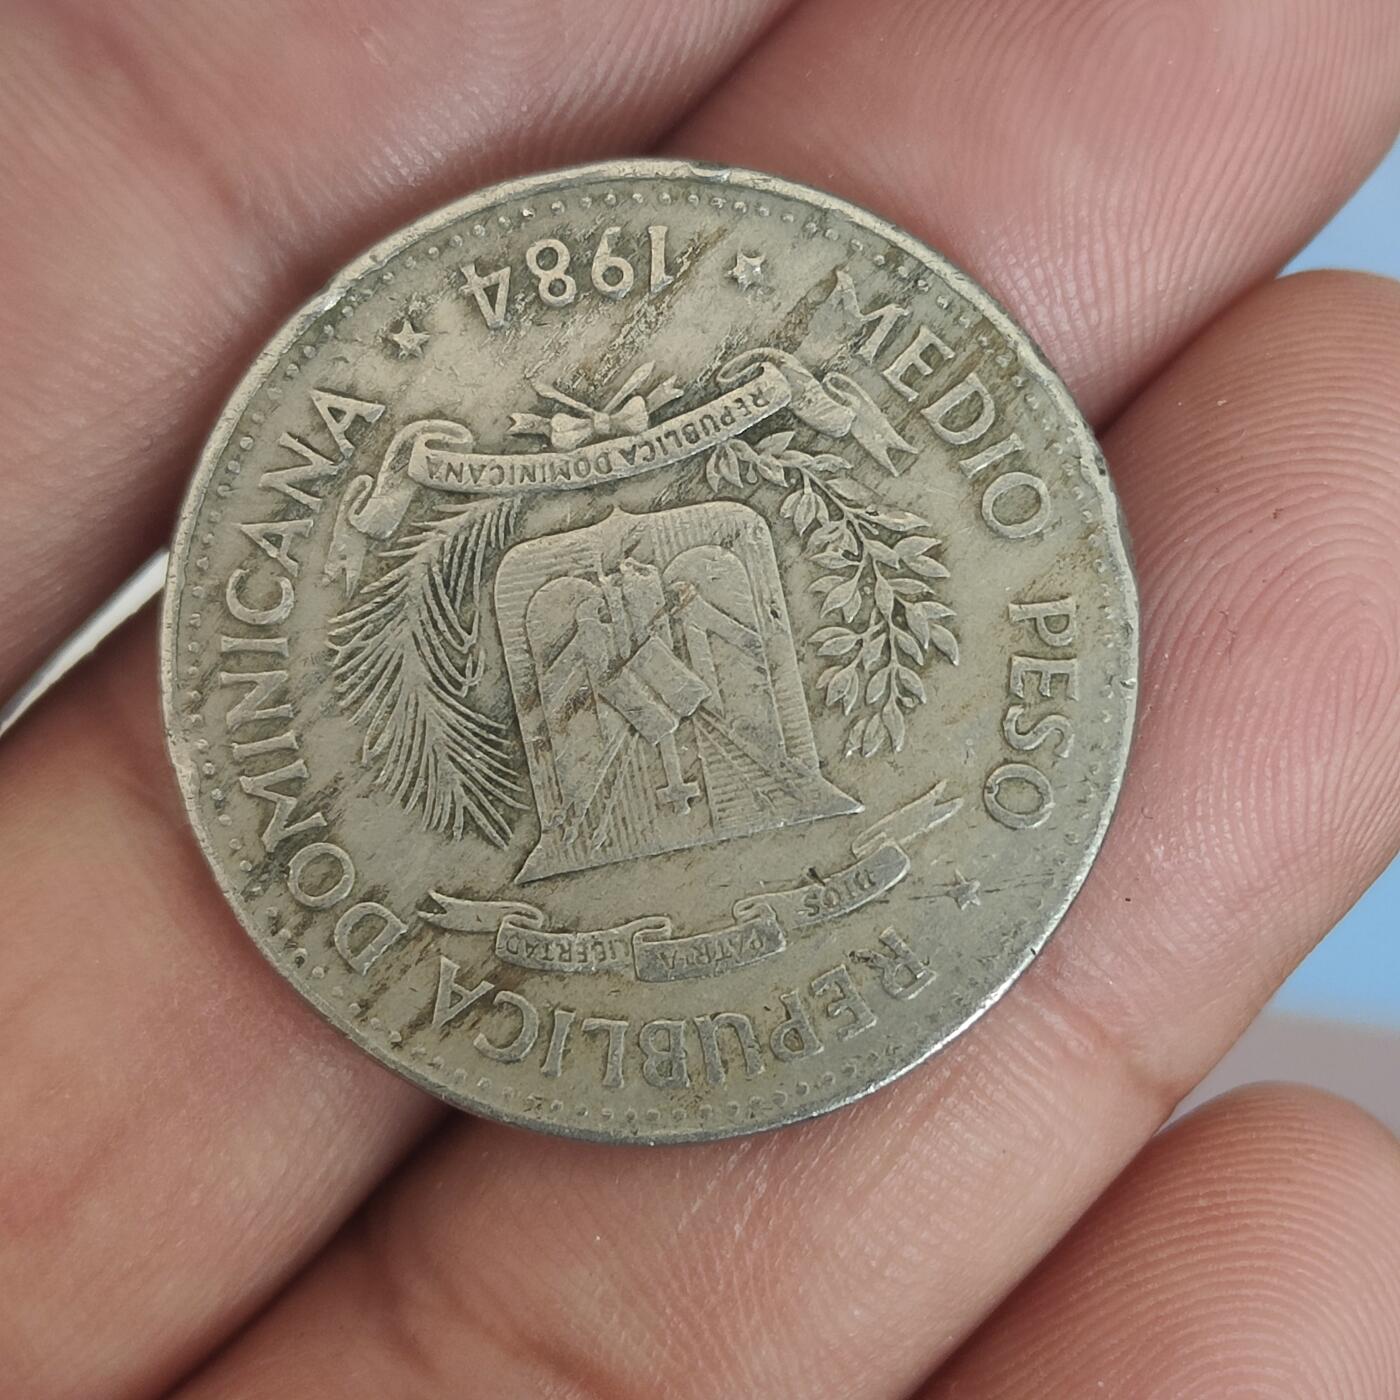 REPUBLICA DOMINICANA
DIOS PATRIA LIBERTAD
REPUBLICA DOMINICANA
MEDIO PESO
1984